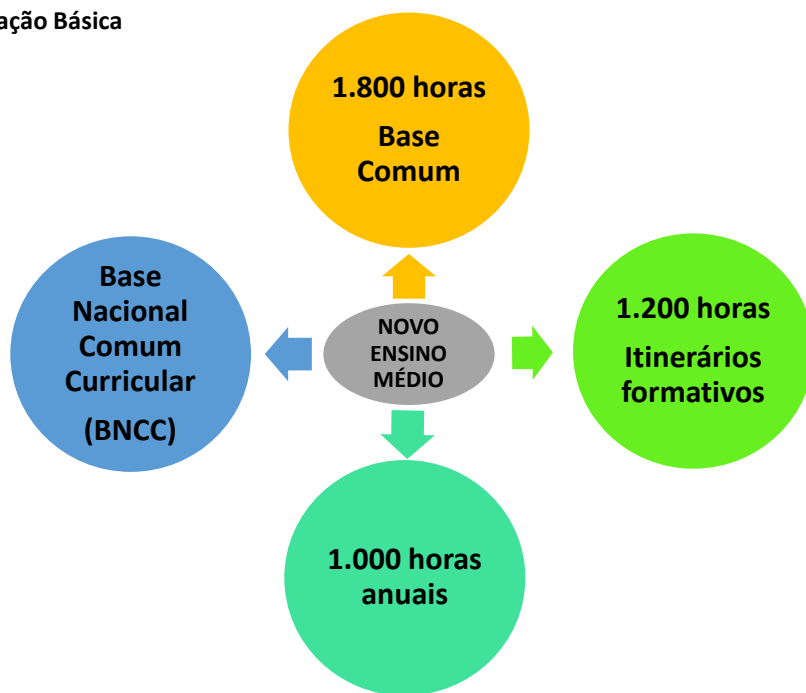 ação Básica
1.800 horas
Base
Comum
Base
Nacional
Comum
Curricular
(BNCC)
NOVO
ENSINO
MÉDIO
1.200 horas
Itinerários
formativos
1.000 horas
anuais